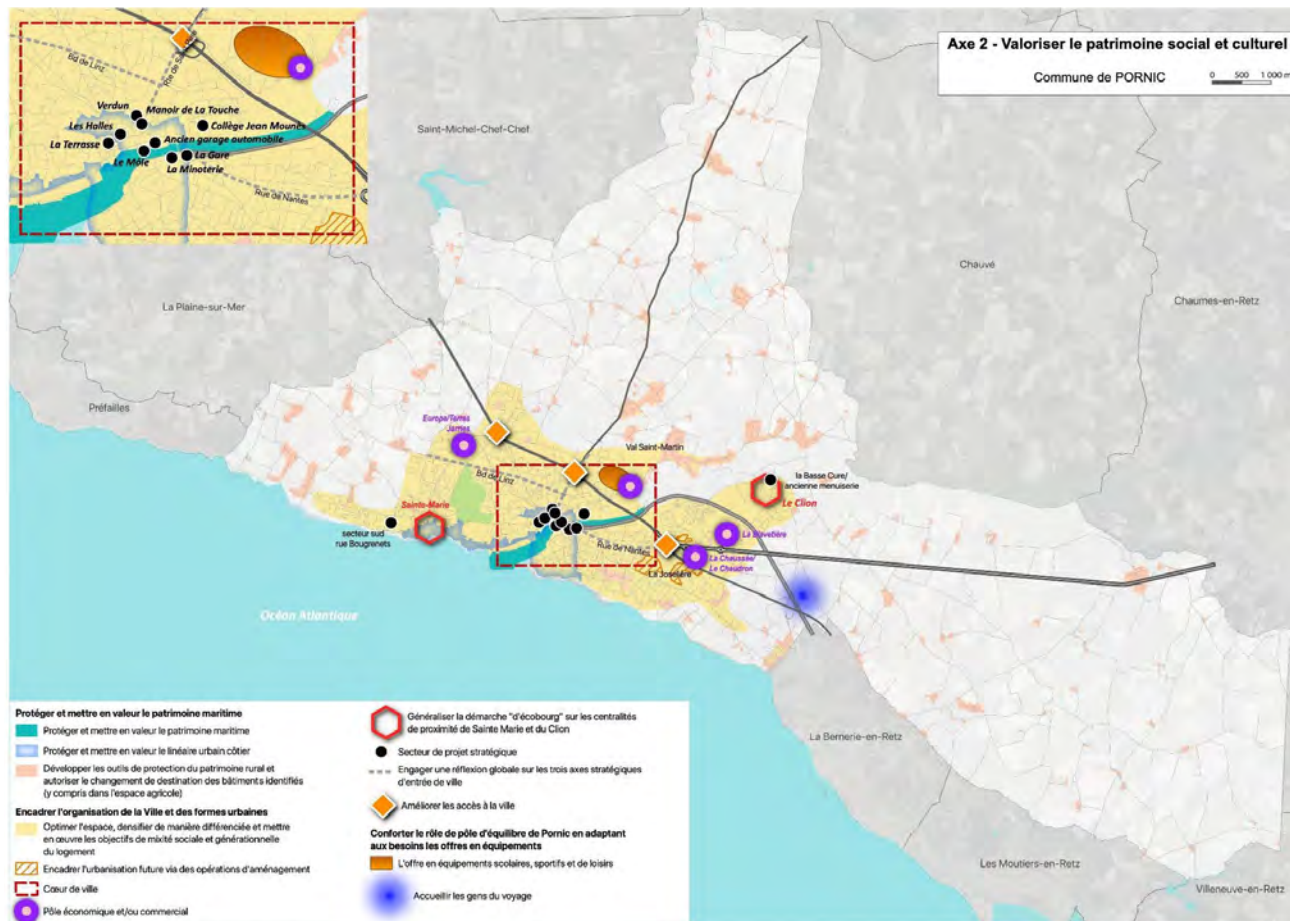 Axe 2 - Valoriser le patrimoine social et culturel
Commune de PORNIC
0 500 1 000 m
Bd de Linz
Verdun
Manoir de La Touche
Les Halles
Collège Jean Mounès
La Terrasse
Ancien garage automobile
Le Môle
La Gare
La Minoterie
Rue de Nantes
Saint-Michel-Chef-Chef
Chauvé
Chaumes-en-Retz
La Plaine-sur-Mer
Préfailles
Europe/Terres
Jarries
Val Saint-Martin
Bd de Linz
la Basse Cure/
ancienne menuiserie
Le Clion
Sainte-Marie
secteur sud
rue Bougrenets
Rue de Nantes
La Blavetière
La Chaussée/
Le Chaudron
La Joselière
Océan Atlantique
La Bernerie-en-Retz
Les Moutiers-en-Retz
Villeneuve-en-Retz
Protéger et mettre en valeur le patrimoine maritime
Protéger et mettre en valeur le patrimoine maritime
Protéger et mettre en valeur le linéaire urbain côtier
Développer les outils de protection du patrimoine rural et
autoriser le changement de destination des bâtiments identifiés
(y compris dans l'espace agricole)
Encadrer l'organisation de la Ville et des formes urbaines
Optimer l'espace, densifier de manière différenciée et mettre
en œuvre les objectifs de mixité sociale et générationnelle
du logement
Encadrer l'urbanisation future via des opérations d'aménagement
Cœur de ville
Pôle économique et/ou commercial
Généraliser la démarche "d'écobourg" sur les centralités
de proximité de Sainte Marie et du Clion
Secteur de projet stratégique
Engager une réflexion globale sur les trois axes stratégiques
d'entrée de ville
Améliorer les accès à la ville
Conforter le rôle de pôle d'équilibre de Pornic en adaptant
aux besoins les offres en équipements
L'offre en équipements scolaires, sportifs et de loisirs
Accueillir les gens du voyage